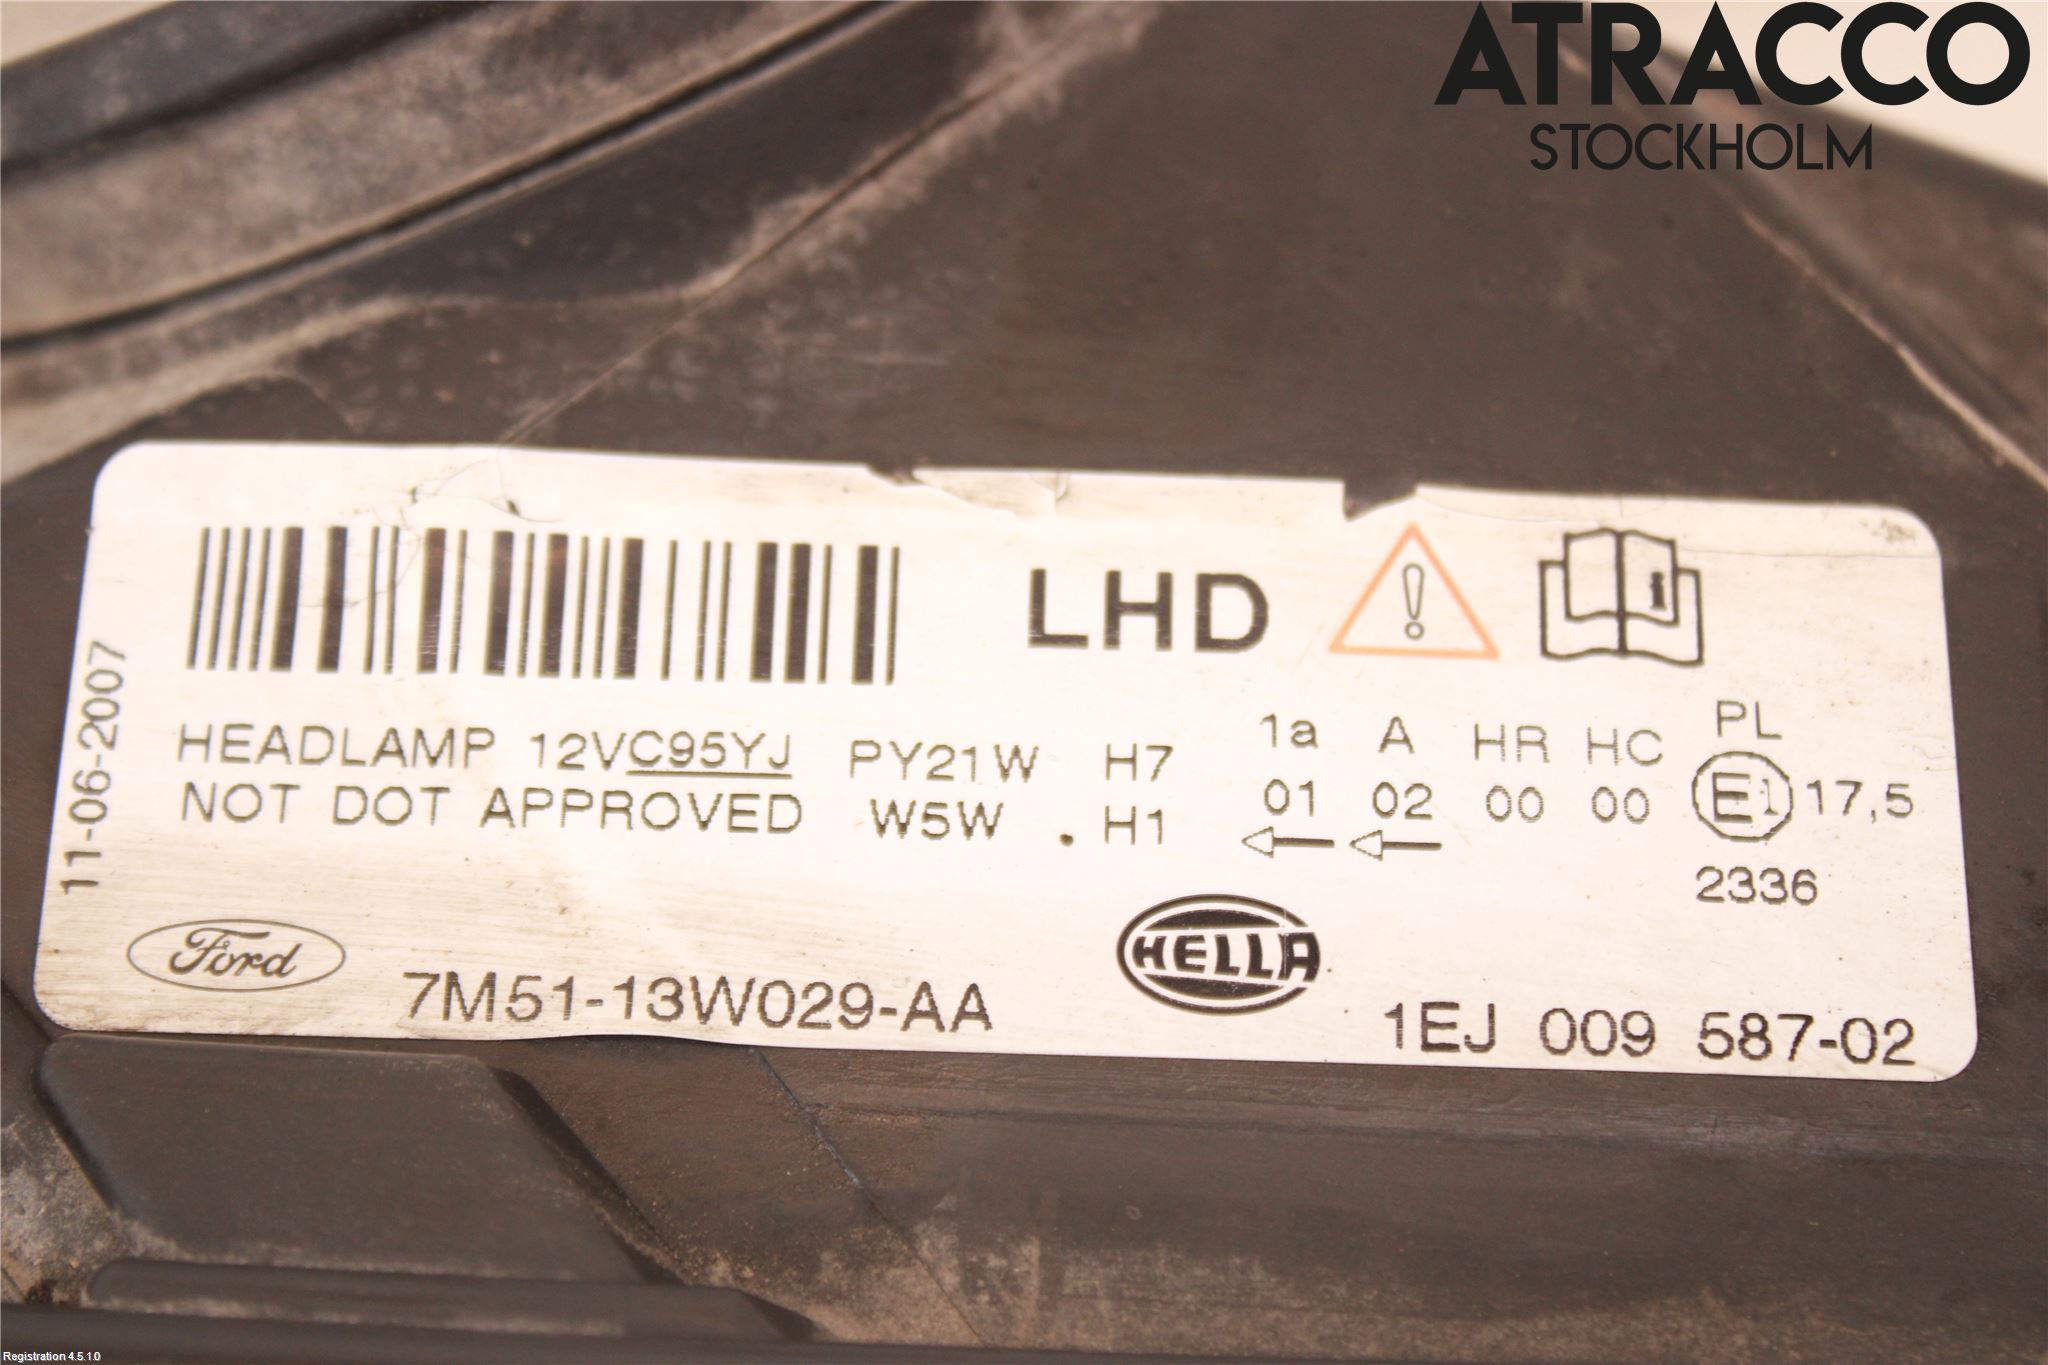 ATRACCO
STOCKHOLM
LHD
11-06-2007
HEADLAMP 12VC95YJ PY21W H7 1a A HR HC PL
NOT DOT APPROVED W5W . H1 01 02 00 00 E1 17,5
2336
Ford
7M51-13W029-AA
HELLA
1EJ 009 587-02
Registration 4.5.1.0